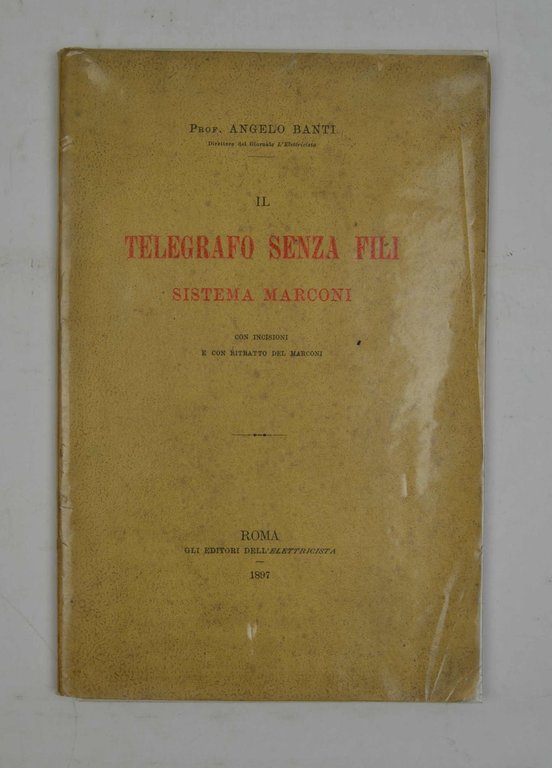 Prof. ANGELO BANTI
Direttore del Giornale L'Elettricista
IL
TELEGRAFO SENZA FILI
SISTEMA MARCONI
CON INCISIONI
E CON RITRATTO DEL MARCONI
ROMA
GLI EDITORI DELL'ELETTRICISTA
1897